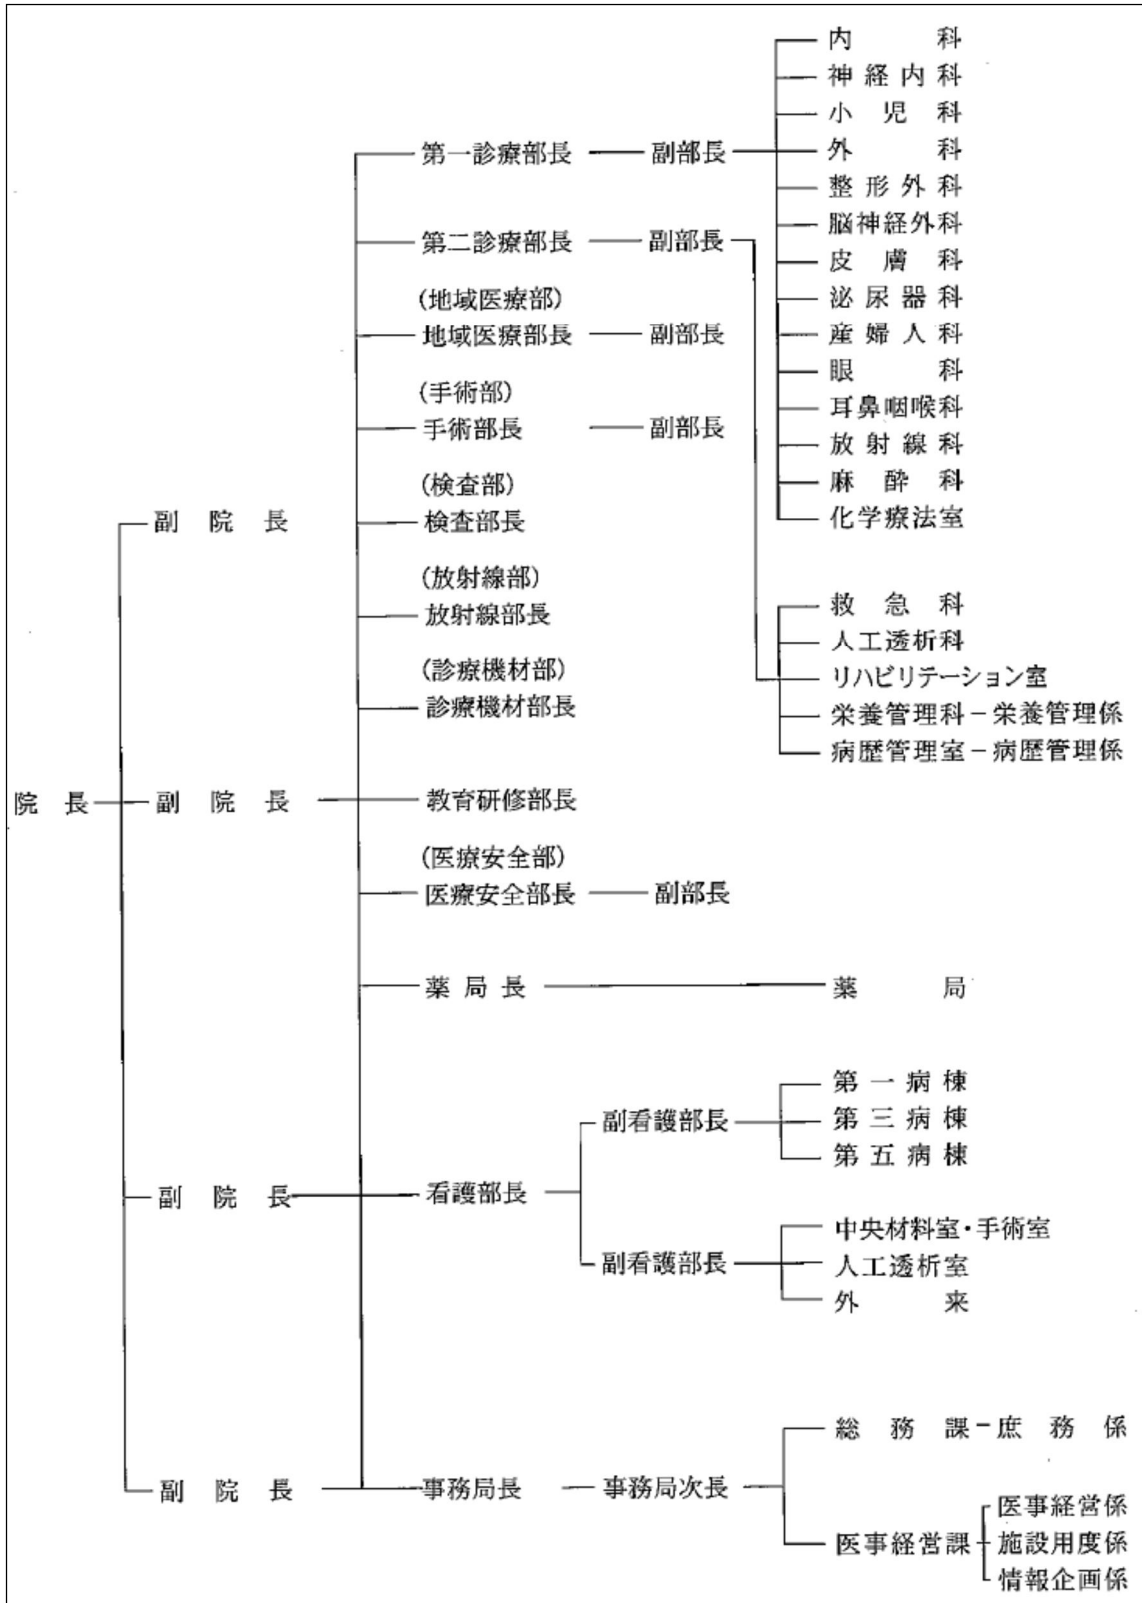 内科
神経内科
小児科
第一診療部長 副部長 外科
整形外科
脳神経外科
第二診療部長 副部長
皮膚科
(地域医療部)
泌尿器科
地域医療部長 副部長 産婦人科
眼科
(手術部)
耳鼻咽喉科
手術部長 副部長
放射線科
(検査部)
麻酔科
副院長 検査部長 化学療法室
(放射線部)
救急科
放射線部長
人工透析科
(診療機材部)
リハビリテーション室
診療機材部長
栄養管理科-栄養管理係
病歴管理室-病歴管理係
院長 副院長 教育研修部長
(医療安全部)
医療安全部長 副部長
薬局長 薬局
第一病棟
副看護部長 第三病棟
第五病棟
副院長 看護部長
中央材料室・手術室
副看護部長 人工透析室
外来
総務課-庶務係
副院長 事務局長 事務局次長
医事経営係
医事経営課 施設用度係
情報企画係